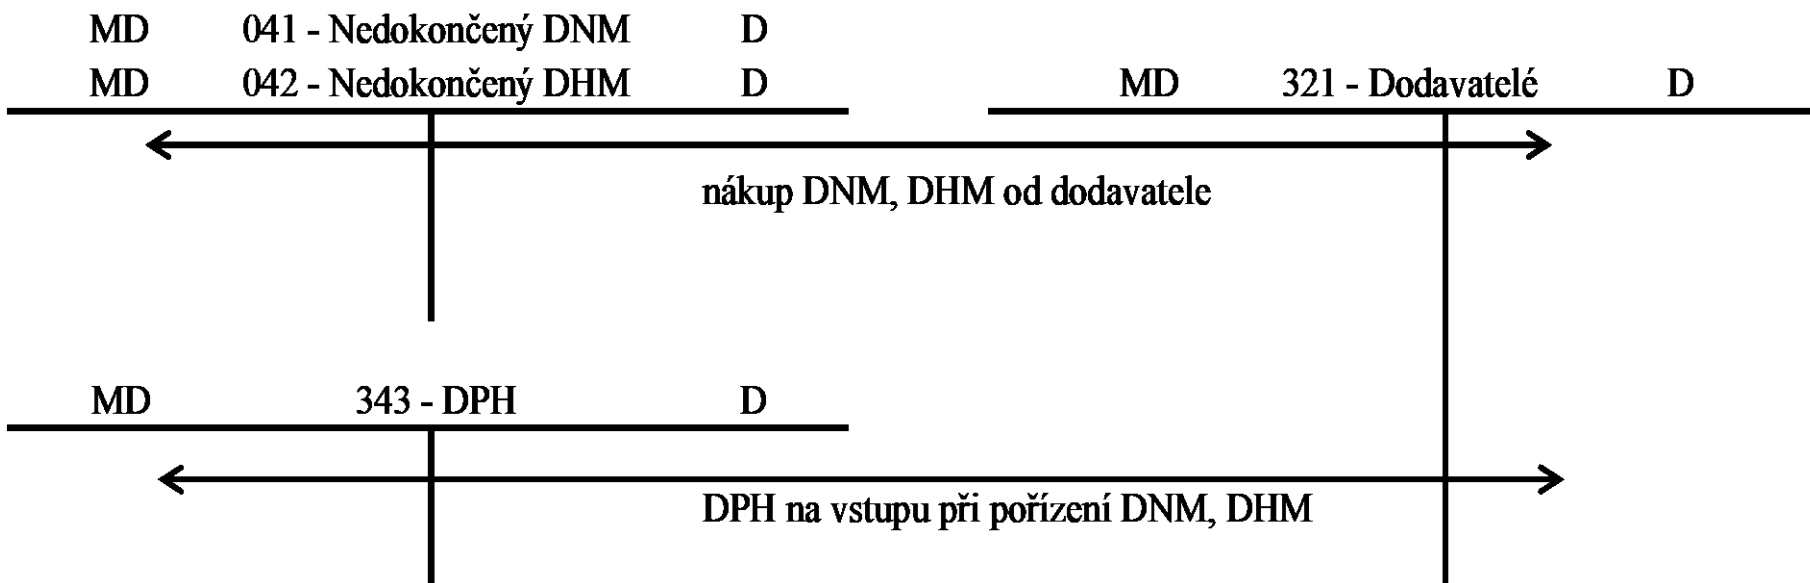 MD 041 - Nedokončený DNM D
MD 042 - Nedokončený DHM D
MD 321 - Dodavatelé D
nákup DNM, DHM od dodavatele
MD 343 - DPH D
DPH na vstupu při pořízení DNM, DHM